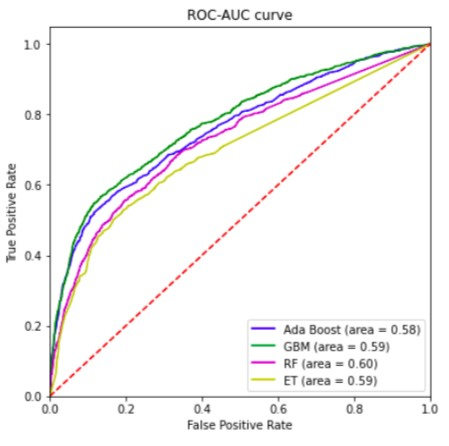 ROC-AUC curve
True Positive Rate
1.0
0.8
0.6
0.4
0.2
0.0
Ada Boost (area = 0.58)
GBM (area = 0.59)
RF (area = 0.60)
ET (area = 0.59)
0.0 0.2 0.4 0.6 0.8 1.0
False Positive Rate